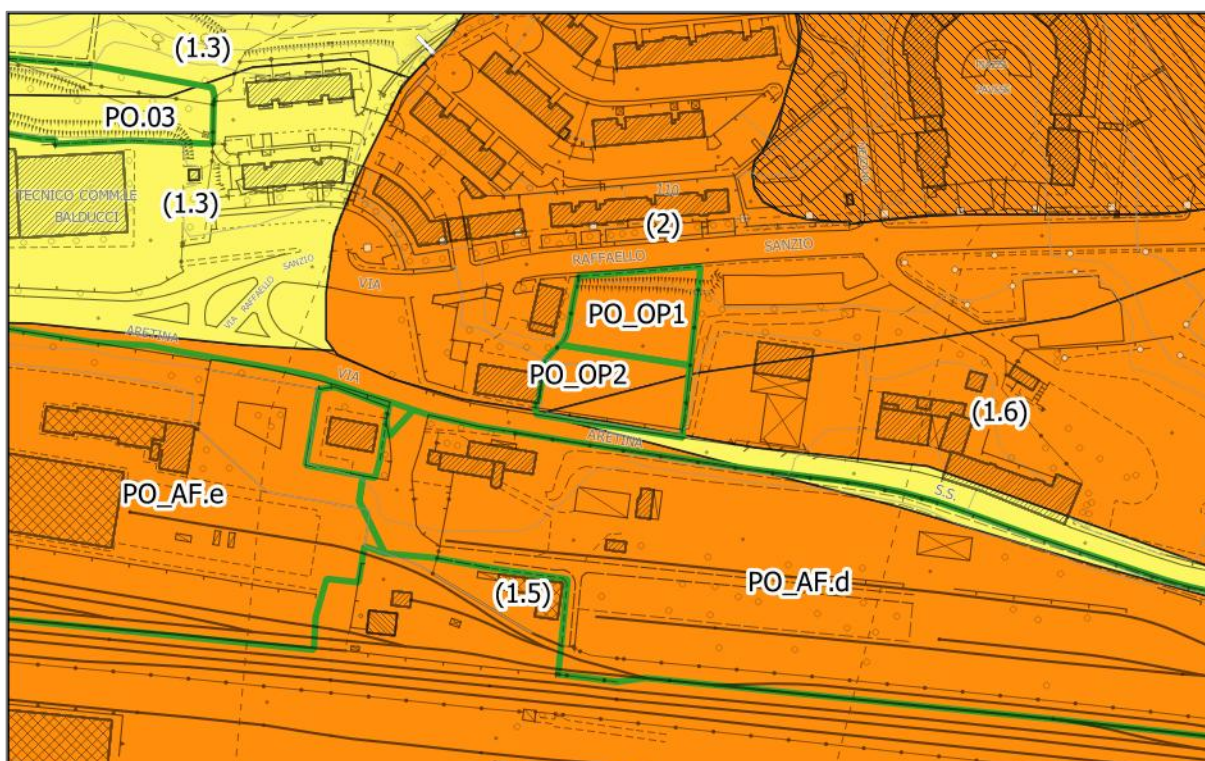 (1.3)
PO.03
TECNICO COMM.LE
BALDUCCI
(1.3)
110
(2)
RAFFAELLO
SANZIO
VIA
VIA RAFFAELLO
SANZIO
PO_OP1
ARETINA
VIA
PO_OP2
ARETINA
(1.6)
S.S.
PO_AF.e
(1.5)
PO_AF.d